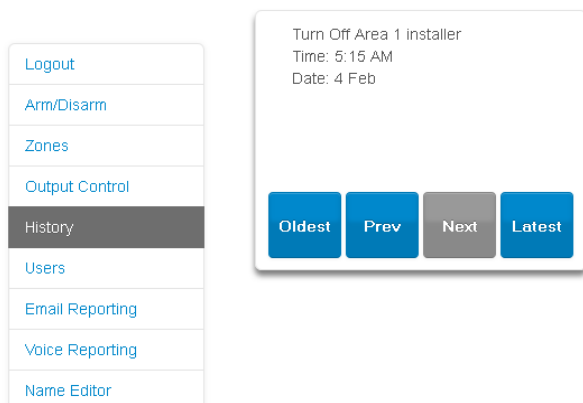 Logout
Arm/Disarm
Zones
Output Control
History
Users
Email Reporting
Voice Reporting
Name Editor
Turn Off Area 1 installer
Time: 5:15 AM
Date: 4 Feb
Oldest
Prev
Next
Latest